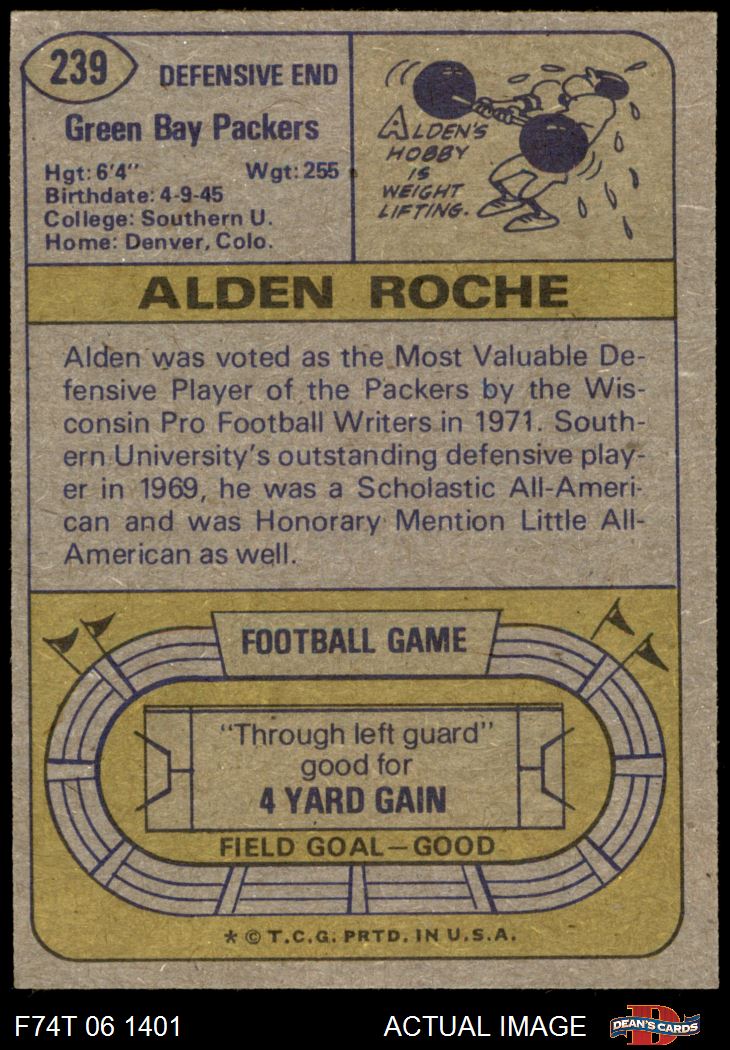 239
DEFENSIVE END
Green Bay Packers
Hgt: 6'4" Wgt: 255
Birthdate: 4-9-45
College: Southern U.
Home: Denver, Colo.
ALDEN'S
HOBBY
IS
WEIGHT
LIFTING.
ALDEN ROCHE
Alden was voted as the Most Valuable De-
fensive Player of the Packers by the Wis-
consin Pro Football Writers in 1971. South-
ern University's outstanding defensive play-
er in 1969, he was a Scholastic All-Ameri-
can and was Honorary Mention Little All-
American as well.
FOOTBALL GAME
"Through left guard"
good for
4 YARD GAIN
FIELD GOAL—GOOD
* © T.C.G. PRTD. IN U.S.A.
F74T 06 1401 ACTUAL IMAGE
D
DEAN'S CARDS